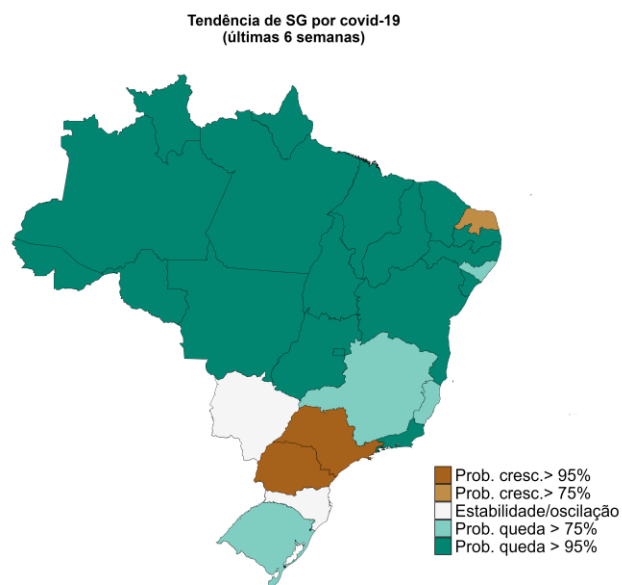 Tendência de SG por covid-19
(últimas 6 semanas)
Prob. cresc.> 95%
Prob. cresc.> 75%
Estabilidade/oscilação
Prob. queda > 75%
Prob. queda > 95%